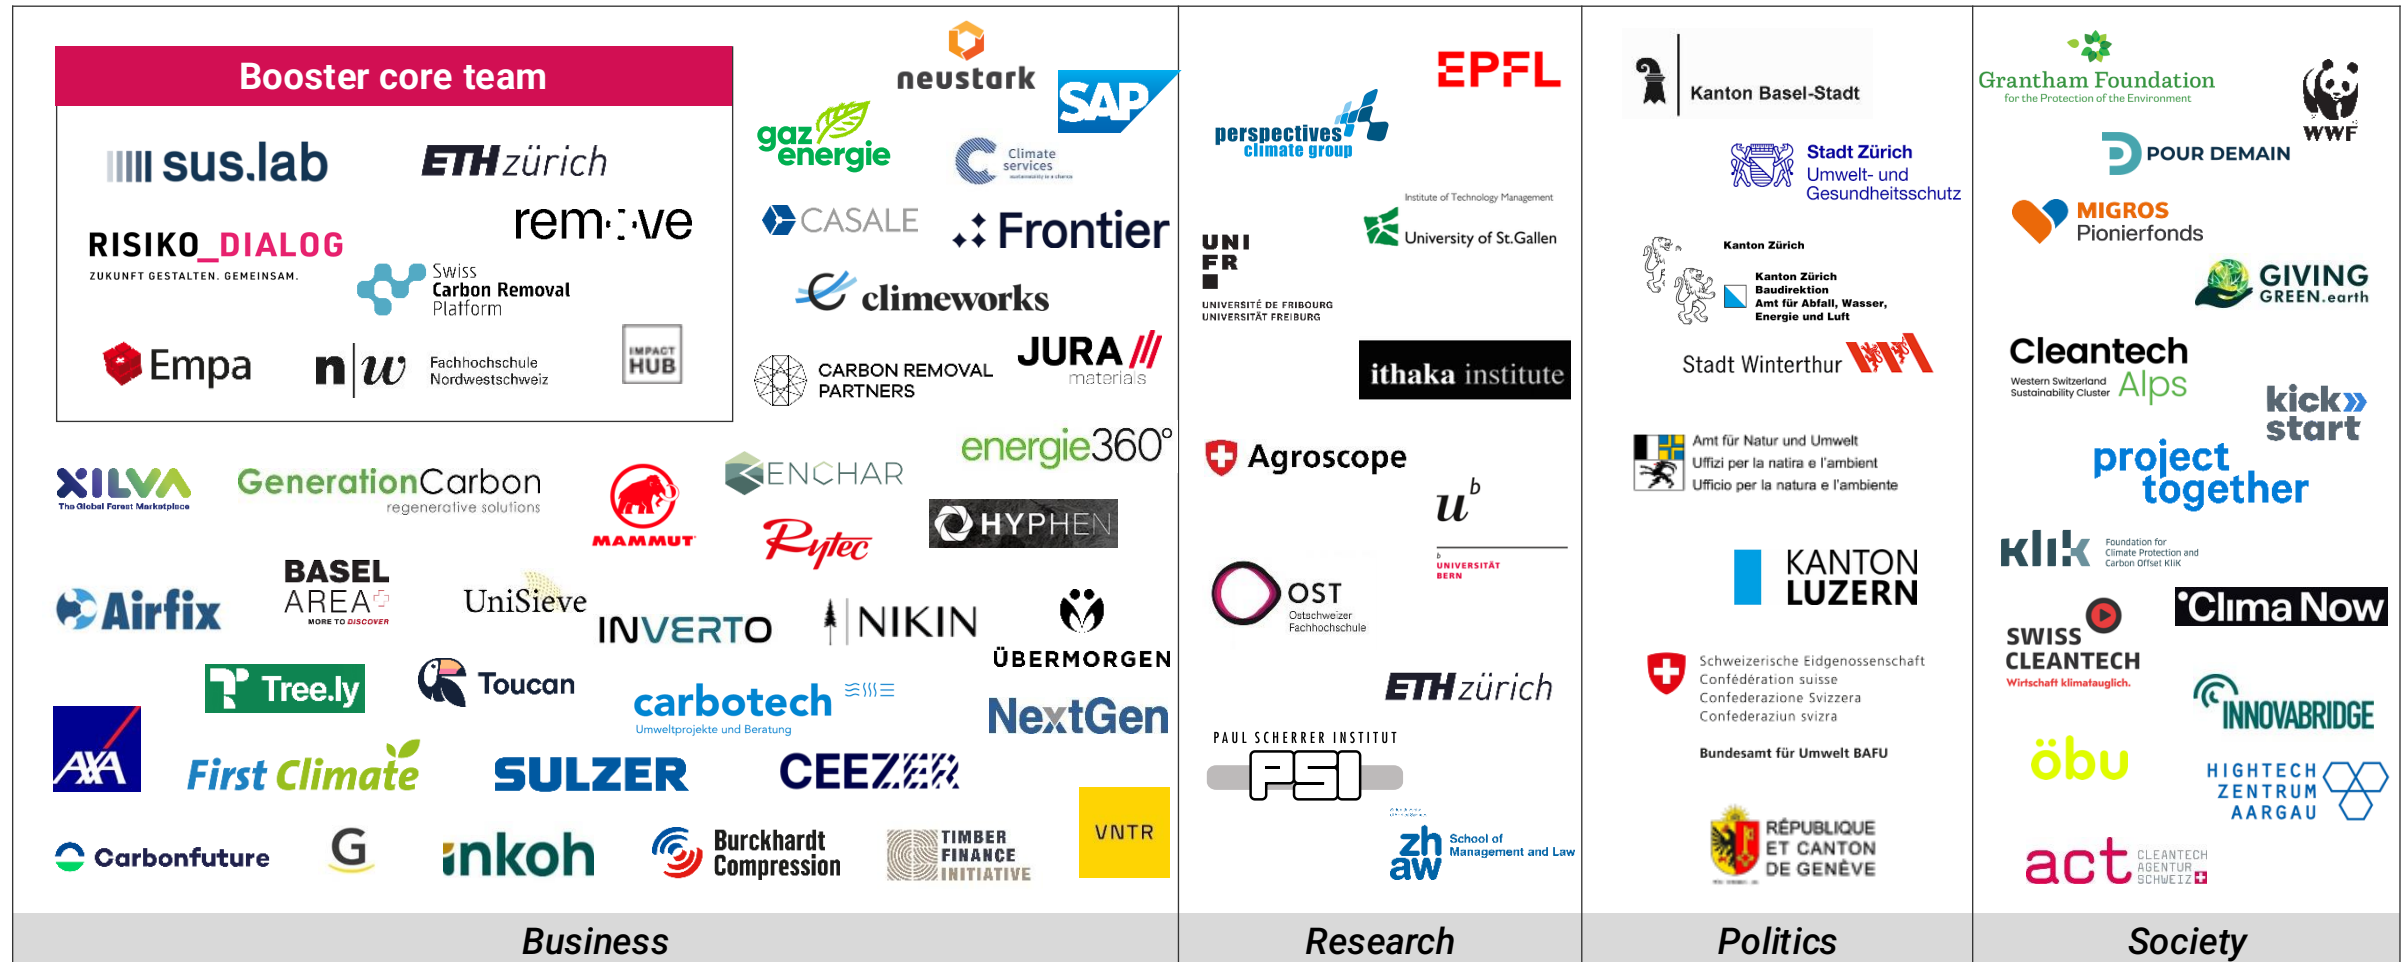 Booster core team
sus.lab
ETH zürich
RISIKO_DIALOG
ZUKUNFT GESTALTEN. GEMEINSAM.
remove
Swiss
Carbon Removal
Platform
Empa
n|w
Fachhochschule
Nordwestschweiz
IMPACT
HUB
neustark
SAP
gaz
energie
Climate
services
CASALE
Frontier
climeworks
CARBON REMOVAL
PARTNERS
JURA
materials
energie360°
XILVA
The Global Forest Marketplace
GenerationCarbon
regenerative solutions
MAMMUT
ENCHAR
Rytec
HYPHEN
Airfix
BASEL
AREA
MORE TO DISCOVER
UniSieve
INVERTO
NIKIN
ÜBERMORGEN
Tree.ly
Toucan
carbotech
Umweltprojekte und Beratung
NextGen
AXA
First Climate
SULZER
CEEZER
VNTR
Carbonfuture
G
inkoh
Burckhardt
Compression
TIMBER
FINANCE
INITIATIVE
Business
EPFL
perspectives
climate group
Institute of Technology Management
University of St.Gallen
UNI
FR
UNIVERSITÉ DE FRIBOURG
UNIVERSITÄT FREIBURG
ithaka institute
Agroscope
u b
b
UNIVERSITÄT
BERN
OST
Ostschweizer
Fachhochschule
ETH zürich
PAUL SCHERRER INSTITUT
PSI
zh
aw
School of
Management and Law
Research
Kanton Basel-Stadt
Stadt Zürich
Umwelt- und
Gesundheitsschutz
Kanton Zürich
Kanton Zürich
Baudirektion
Amt für Abfall, Wasser,
Energie und Luft
Stadt Winterthur
Amt für Natur und Umwelt
Uffizi per la natira e l'ambient
Ufficio per la natura e l'ambiente
KANTON
LUZERN
Schweizerische Eidgenossenschaft
Confédération suisse
Confederazione Svizzera
Confederaziun svizra
Bundesamt für Umwelt BAFU
RÉPUBLIQUE
ET CANTON
DE GENÈVE
Politics
Grantham Foundation
for the Protection of the Environment
WWF
POUR DEMAIN
MIGROS
Pionierfonds
GIVING
GREEN.earth
Cleantech
Western Switzerland
Sustainability Cluster
Alps
kick
start
project
together
klik
Foundation for
Climate Protection and
Carbon Offset KliK
Clima Now
SWISS
CLEANTECH
Wirtschaft klimatauglich.
INNOVABRIDGE
öbu
HIGHTECH
ZENTRUM
AARGAU
act
CLEANTECH
AGENTUR
SCHWEIZ
Society